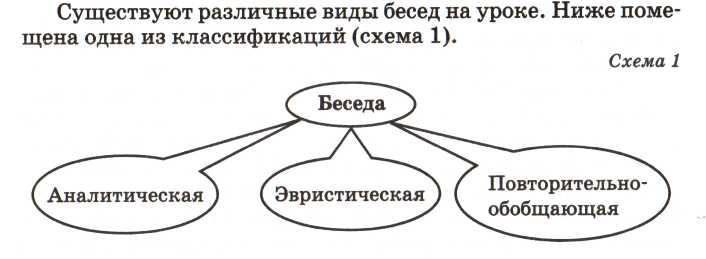 Существуют различные виды бесед на уроке. Ниже поме-
щена одна из классификаций (схема 1).
Схема 1
Беседа
Аналитическая
Эвристическая
Повторительно-
обобщающая